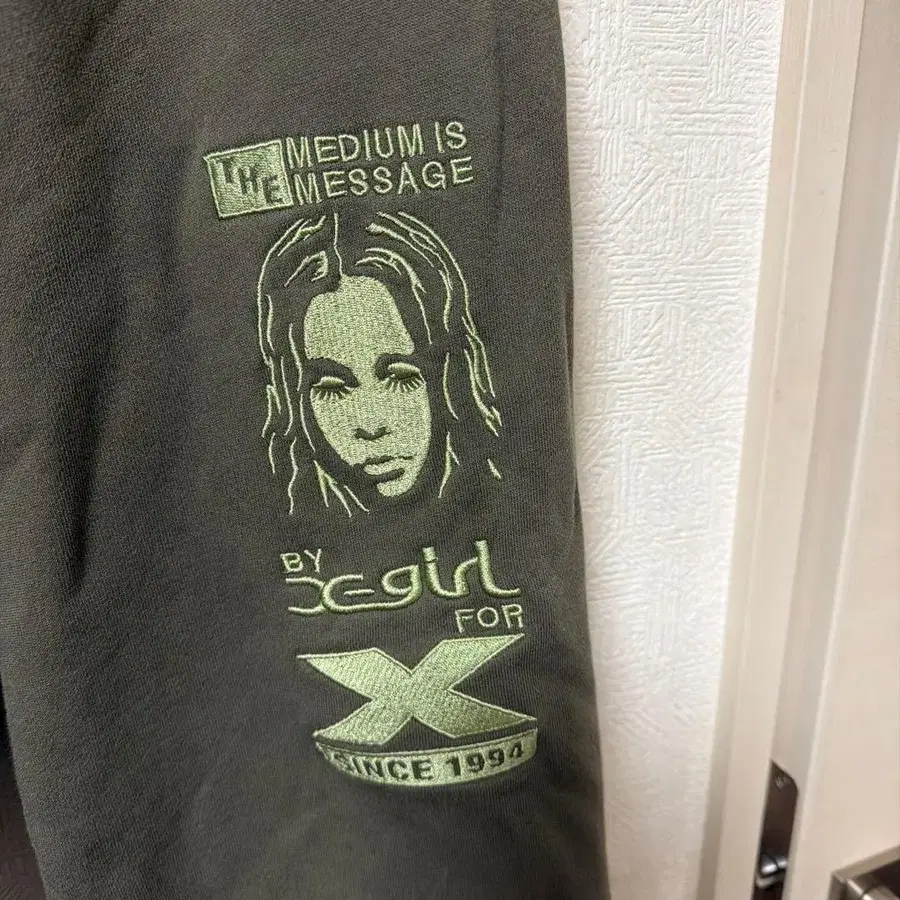 THE MEDIUM IS
MESSAGE
BY
X-girl
FOR
X
SINCE 1994